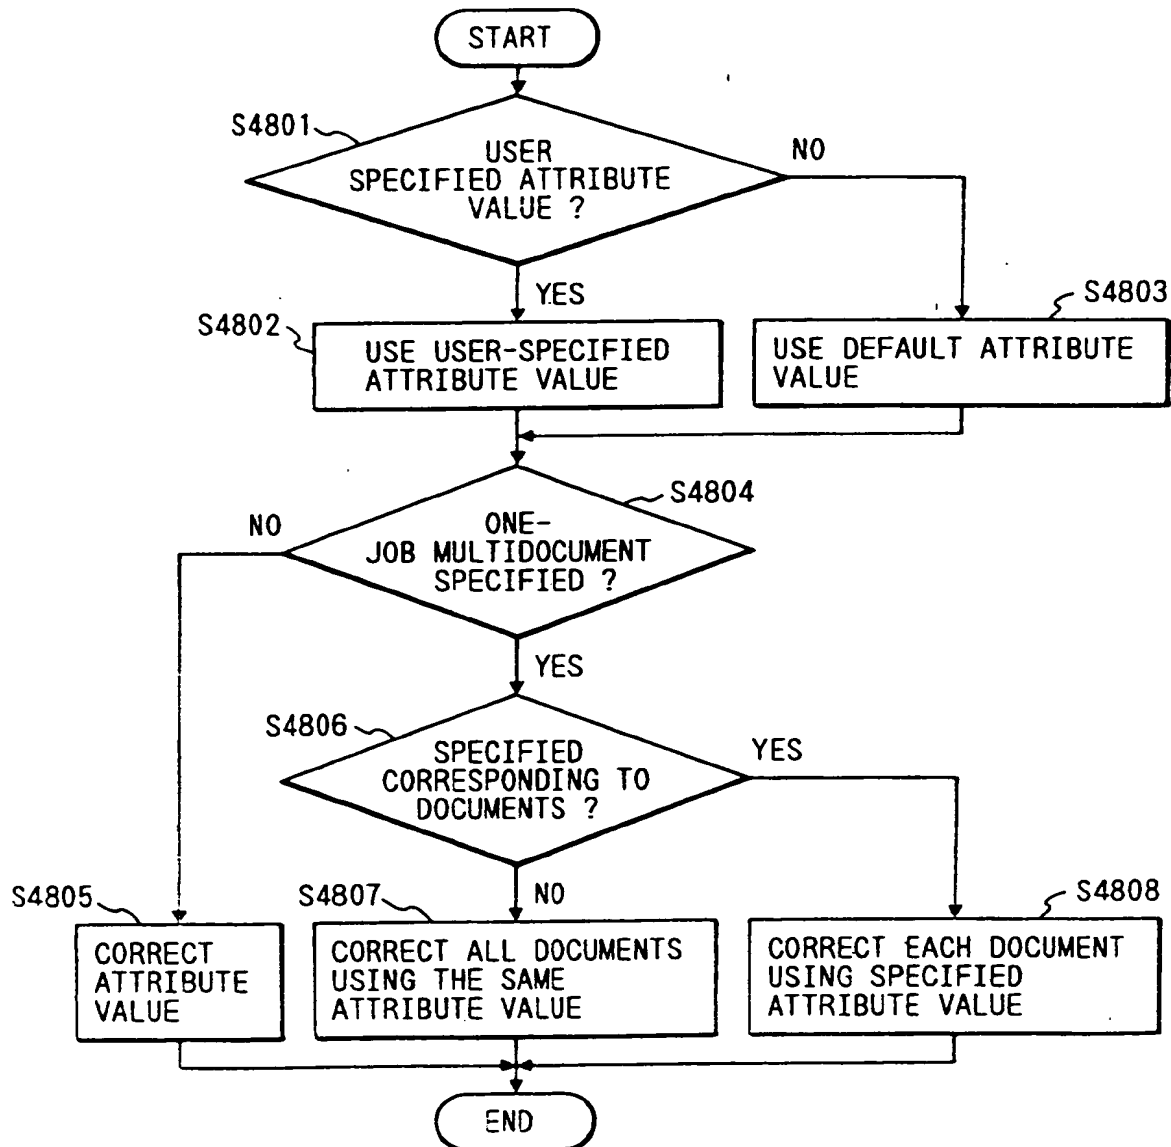 START
S4801
USER
SPECIFIED ATTRIBUTE
VALUE ?
NO
YES
S4802
USE USER-SPECIFIED
ATTRIBUTE VALUE
S4803
USE DEFAULT ATTRIBUTE
VALUE
S4804
ONE-
JOB MULTIDOCUMENT
SPECIFIED ?
NO
YES
S4806
SPECIFIED
CORRESPONDING TO
DOCUMENTS ?
YES
NO
S4805
CORRECT
ATTRIBUTE
VALUE
S4807
CORRECT ALL DOCUMENTS
USING THE SAME
ATTRIBUTE VALUE
S4808
CORRECT EACH DOCUMENT
USING SPECIFIED
ATTRIBUTE VALUE
END